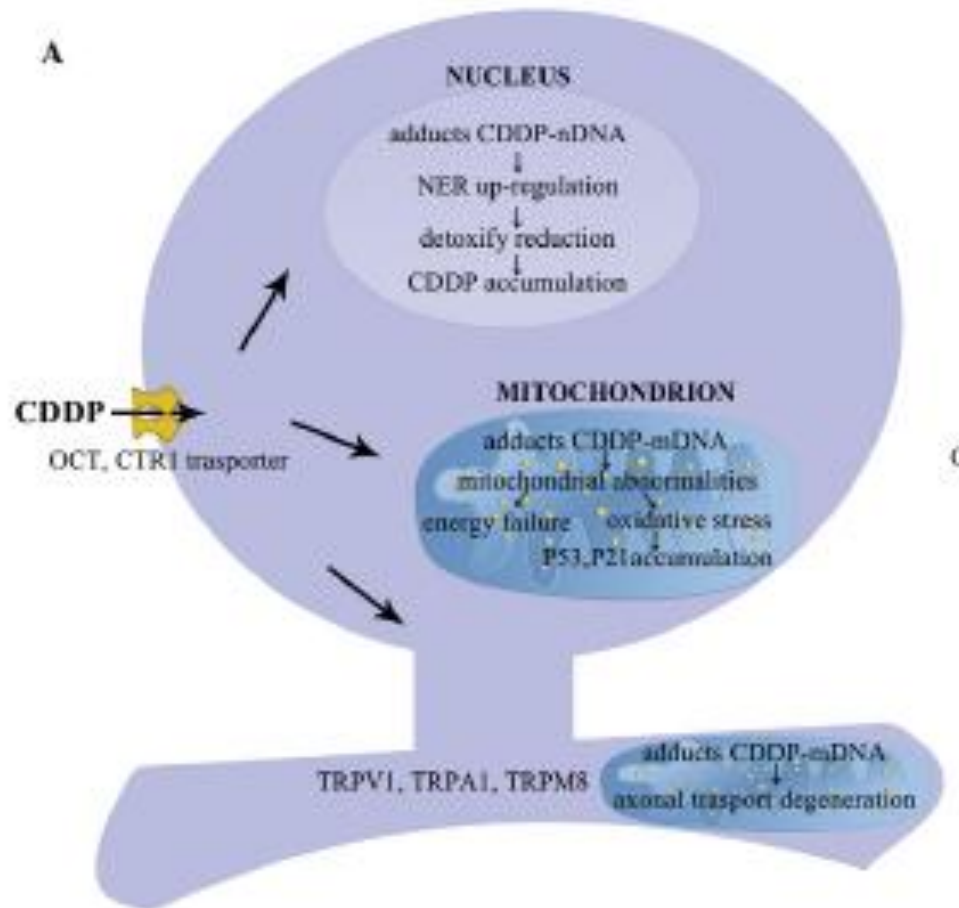 A
NUCLEUS
adducts CDDP-nDNA
↓
NER up-regulation
↓
detoxify reduction
↓
CDDP accumulation
CDDP
OCT, CTR1 trasporter
MITOCHONDRION
adducts CDDP-mDNA
mitochondrial abnormalities
energy failure oxidative stress
P53,P21accumulation
TRPV1, TRPA1, TRPM8
adducts CDDP-mDNA
↓
axonal trasport degeneration